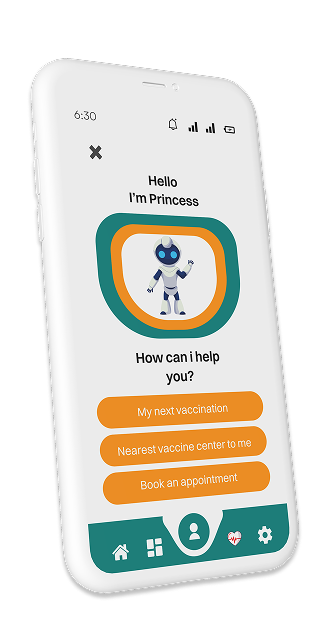 6:30
Hello
I'm Princess
How can i help
you?
My next vaccination
Nearest vaccine center to me
Book an appointment